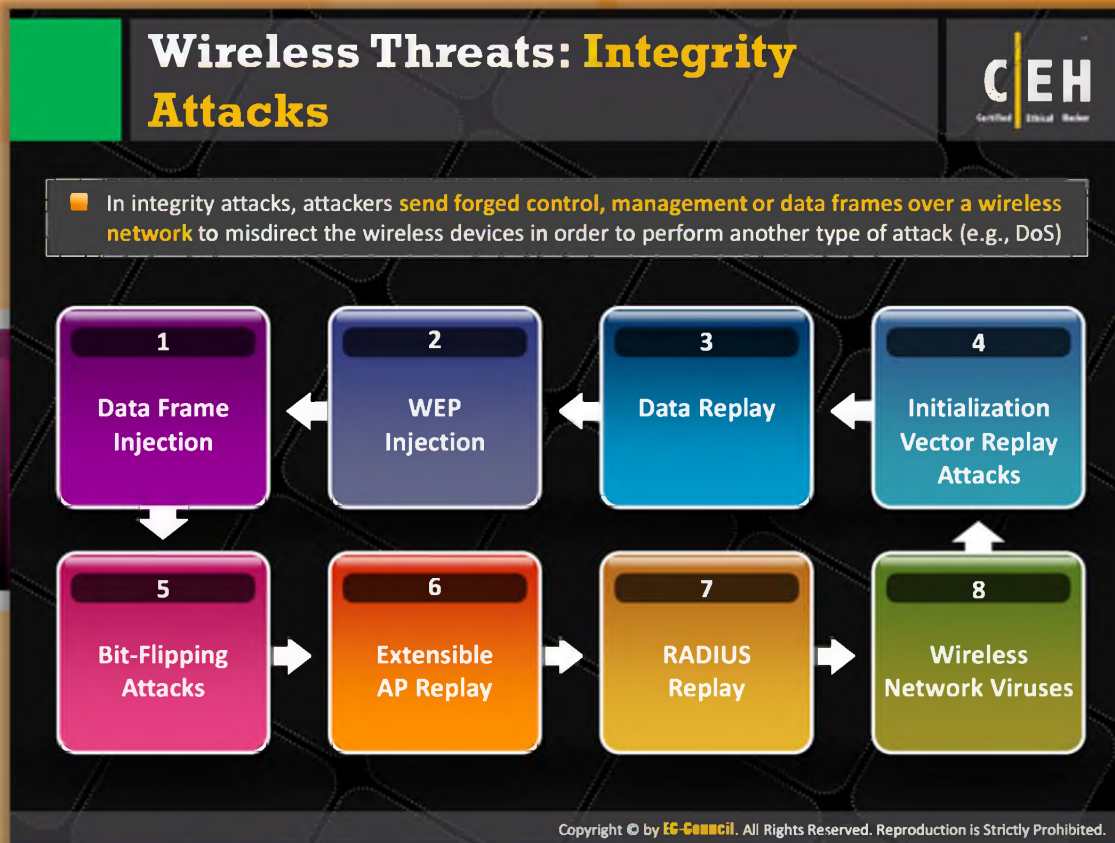 Wireless Threats: Integrity
Attacks
CEH
Certified Ethical Hacker
In integrity attacks, attackers send forged control, management or data frames over a wireless
network to misdirect the wireless devices in order to perform another type of attack (e.g., DoS)
1
Data Frame
Injection
2
WEP
Injection
3
Data Replay
4
Initialization
Vector Replay
Attacks
5
Bit-Flipping
Attacks
6
Extensible
AP Replay
7
RADIUS
Replay
8
Wireless
Network Viruses
Copyright © by EC-Council. All Rights Reserved. Reproduction is Strictly Prohibited.